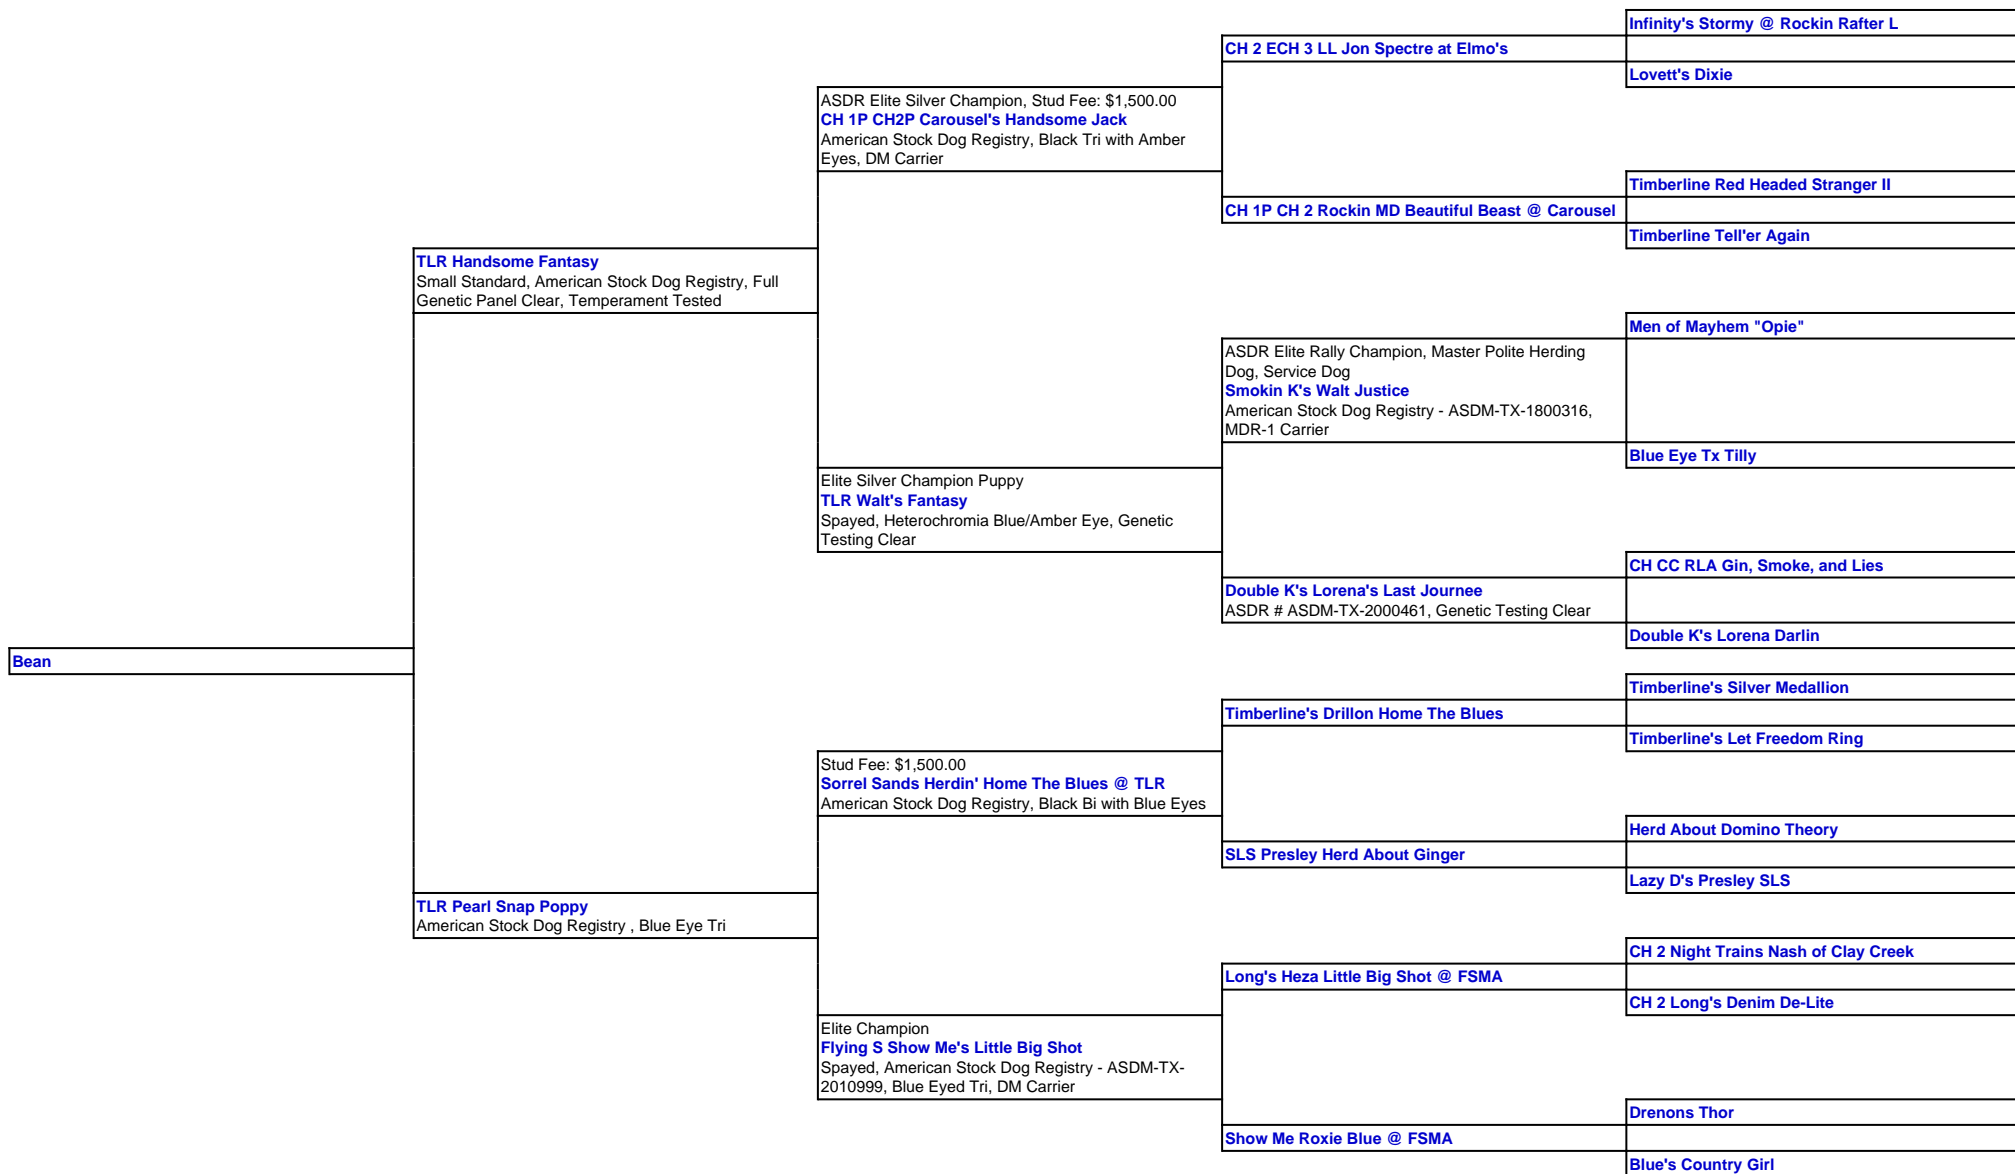 Bean
TLR Handsome Fantasy
Small Standard, American Stock Dog Registry, Full
Genetic Panel Clear, Temperament Tested
TLR Pearl Snap Poppy
American Stock Dog Registry , Blue Eye Tri
ASDR Elite Silver Champion, Stud Fee: $1,500.00
CH 1P CH2P Carousel's Handsome Jack
American Stock Dog Registry, Black Tri with Amber
Eyes, DM Carrier
Elite Silver Champion Puppy
TLR Walt's Fantasy
Spayed, Heterochromia Blue/Amber Eye, Genetic
Testing Clear
Stud Fee: $1,500.00
Sorrel Sands Herdin' Home The Blues @ TLR
American Stock Dog Registry, Black Bi with Blue Eyes
Elite Champion
Flying S Show Me's Little Big Shot
Spayed, American Stock Dog Registry - ASDM-TX-
2010999, Blue Eyed Tri, DM Carrier
CH 2 ECH 3 LL Jon Spectre at Elmo's
CH 1P CH 2 Rockin MD Beautiful Beast @ Carousel
ASDR Elite Rally Champion, Master Polite Herding
Dog, Service Dog
Smokin K's Walt Justice
American Stock Dog Registry - ASDM-TX-1800316,
MDR-1 Carrier
Double K's Lorena's Last Journee
ASDR # ASDM-TX-2000461, Genetic Testing Clear
Timberline's Drillon Home The Blues
SLS Presley Herd About Ginger
Long's Heza Little Big Shot @ FSMA
Show Me Roxie Blue @ FSMA
Infinity's Stormy @ Rockin Rafter L
Lovett's Dixie
Timberline Red Headed Stranger II
Timberline Tell'er Again
Men of Mayhem "Opie"
Blue Eye Tx Tilly
CH CC RLA Gin, Smoke, and Lies
Double K's Lorena Darlin
Timberline's Silver Medallion
Timberline's Let Freedom Ring
Herd About Domino Theory
Lazy D's Presley SLS
CH 2 Night Trains Nash of Clay Creek
CH 2 Long's Denim De-Lite
Drenons Thor
Blue's Country Girl